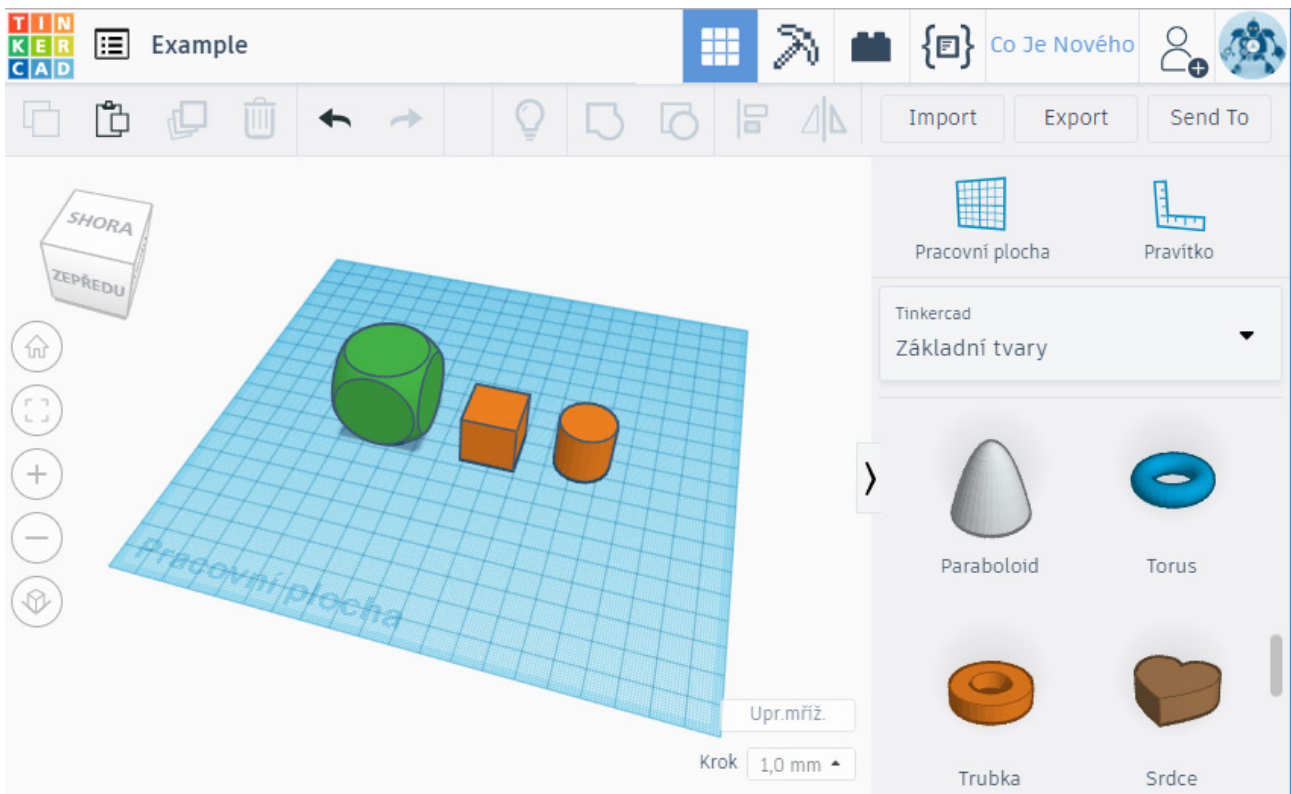 TIN
KER
CAD
Example
Co Je Nového
Import
Export
Send To
SHORA
ZEPŘEDU
Pracovní plocha
Pravítko
Tinkercad
Základní tvary
Paraboloid
Torus
Pracovní plocha
Trubka
Srdce
Upr.mříž.
Krok
1,0 mm